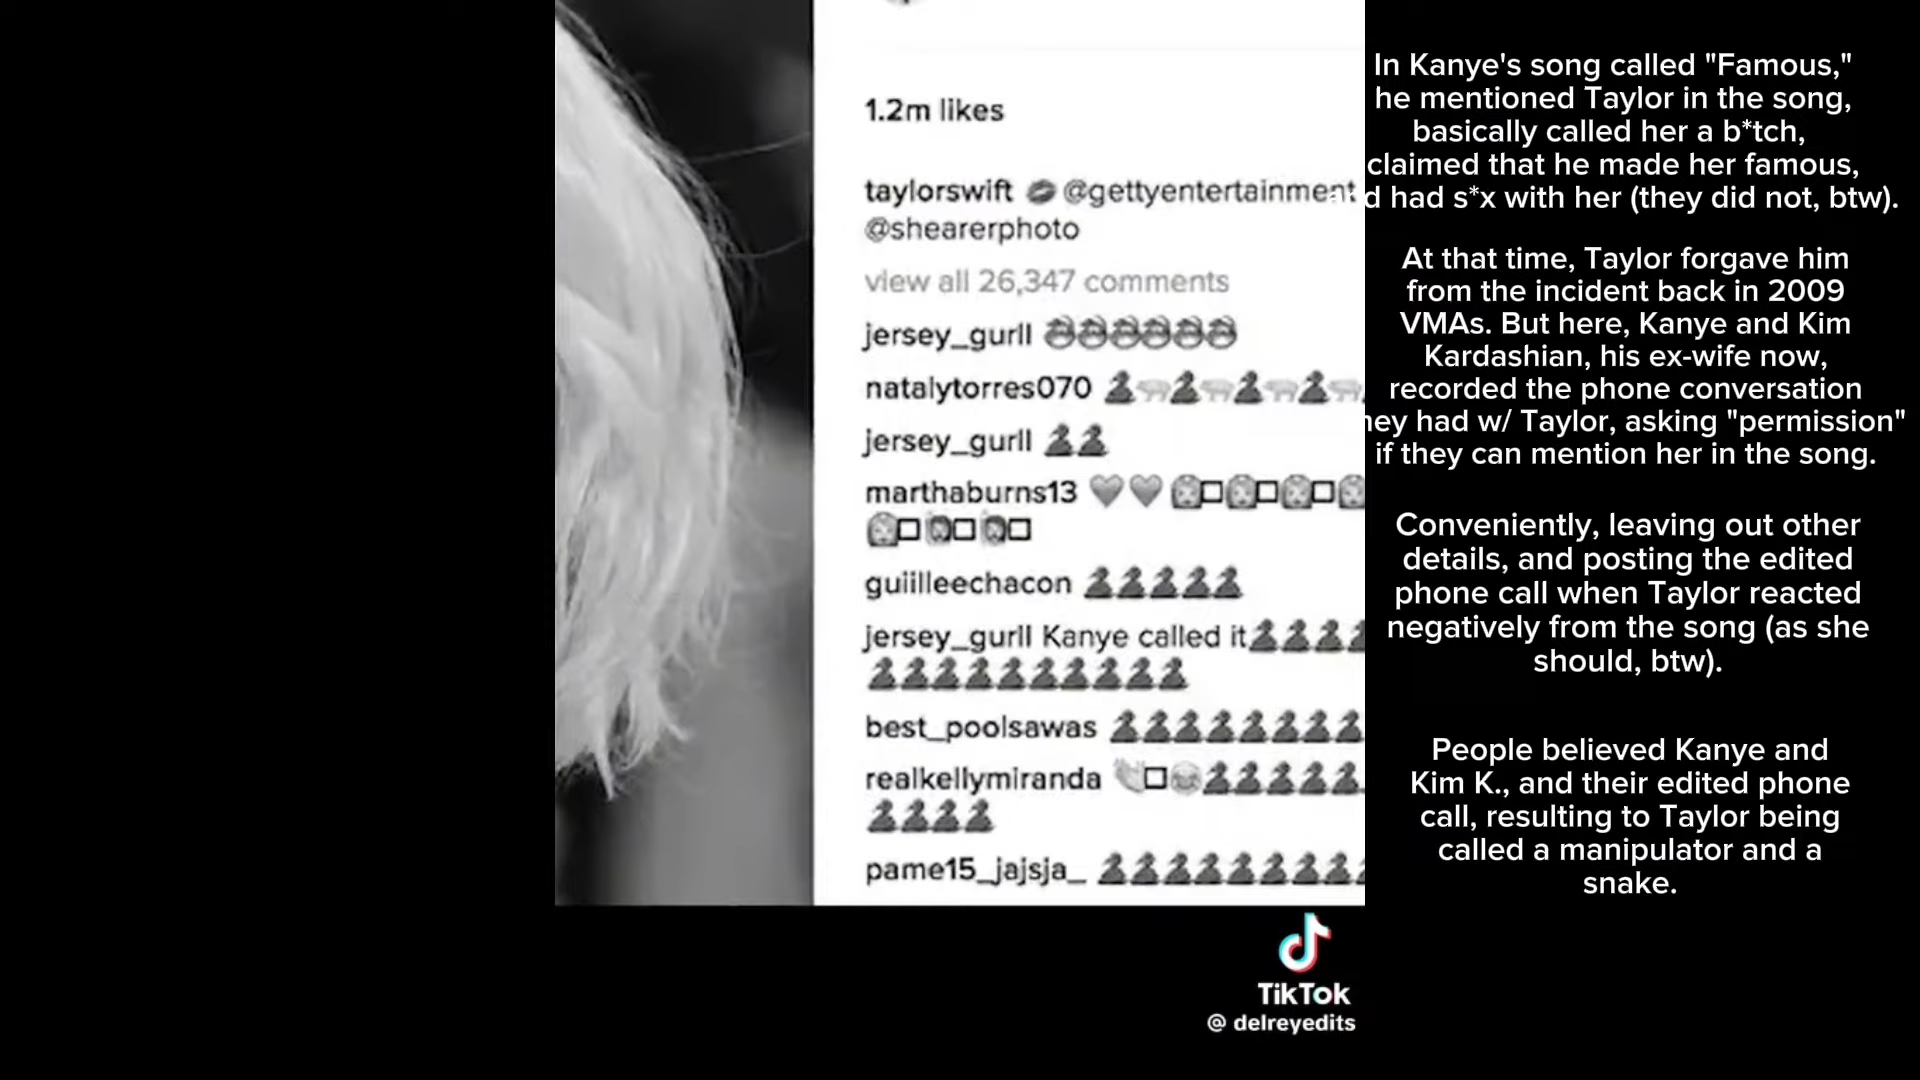 1.2m likes
taylorswift 💋 @gettyentertainment
@shearerphoto
view all 26,347 comments
jersey_gurll
natalytorres070
jersey_gurll
marthaburns13
guiilleechacon
jersey_gurll Kanye called it
best_poolsawas
realkellymiranda
pame15_jajsja_
TikTok
@ delreyedits
In Kanye's song called "Famous,"
he mentioned Taylor in the song,
basically called her a b*tch,
claimed that he made her famous,
and had s*x with her (they did not, btw).
At that time, Taylor forgave him
from the incident back in 2009
VMAs. But here, Kanye and Kim
Kardashian, his ex-wife now,
recorded the phone conversation
hey had w/ Taylor, asking "permission"
if they can mention her in the song.
Conveniently, leaving out other
details, and posting the edited
phone call when Taylor reacted
negatively from the song (as she
should, btw).
People believed Kanye and
Kim K., and their edited phone
call, resulting to Taylor being
called a manipulator and a
snake.